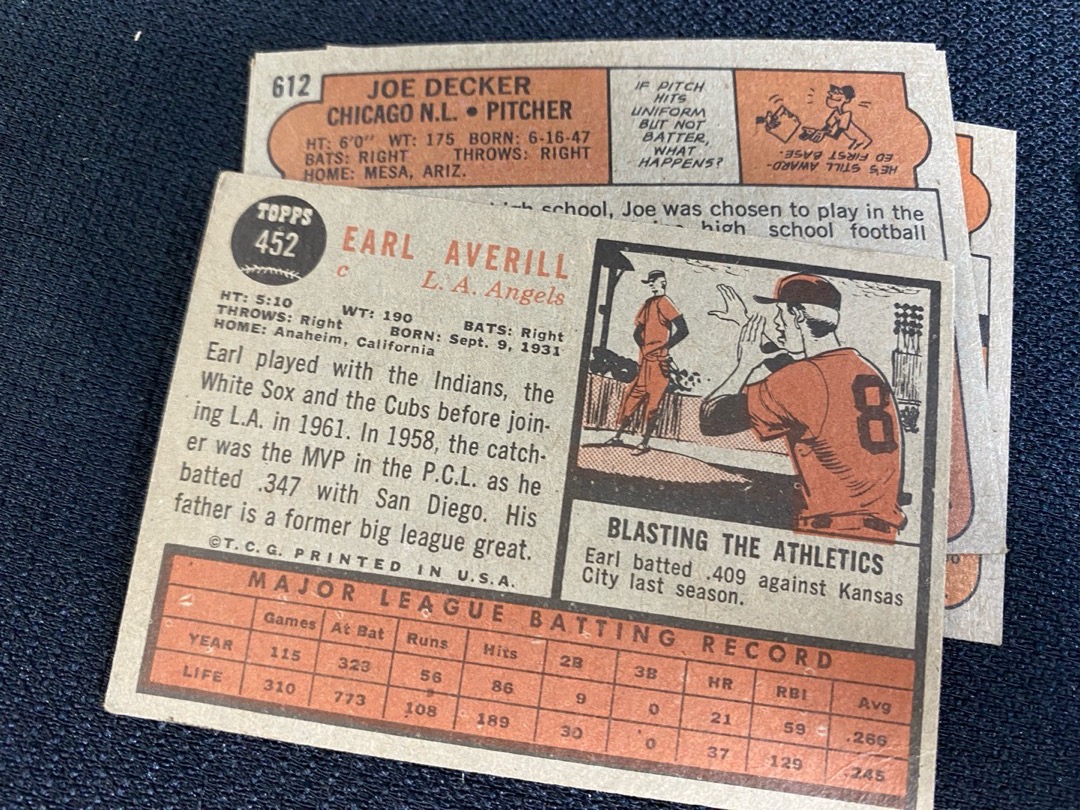 612
JOE DECKER
CHICAGO N.L. • PITCHER
HT: 6'0" WT: 175 BORN: 6-16-47
BATS: RIGHT THROWS: RIGHT
HOME: MESA, ARIZ.
IF PITCH
HITS
UNIFORM
BUT NOT
BATTER,
WHAT
HAPPENS?
HE'S STILL AWARD-
ED FIRST BASE.
high school, Joe was chosen to play in the
high school football
TOPPS
452
EARL AVERILL
c L. A. Angels
HT: 5:10 WT: 190 BATS: Right
THROWS: Right BORN: Sept. 9, 1931
HOME: Anaheim, California
Earl played with the Indians, the
White Sox and the Cubs before join-
ing L.A. in 1961. In 1958, the catch-
er was the MVP in the P.C.L. as he
batted .347 with San Diego. His
father is a former big league great.
©T.C.G. PRINTED IN U.S.A.
8
BLASTING THE ATHLETICS
Earl batted .409 against Kansas
City last season.
MAJOR LEAGUE BATTING RECORD
Games At Bat Runs Hits 2B 3B HR RBI Avg
YEAR 115 323 56 86 9 0 21 59 .266
LIFE 310 773 108 189 30 0 37 129 .245